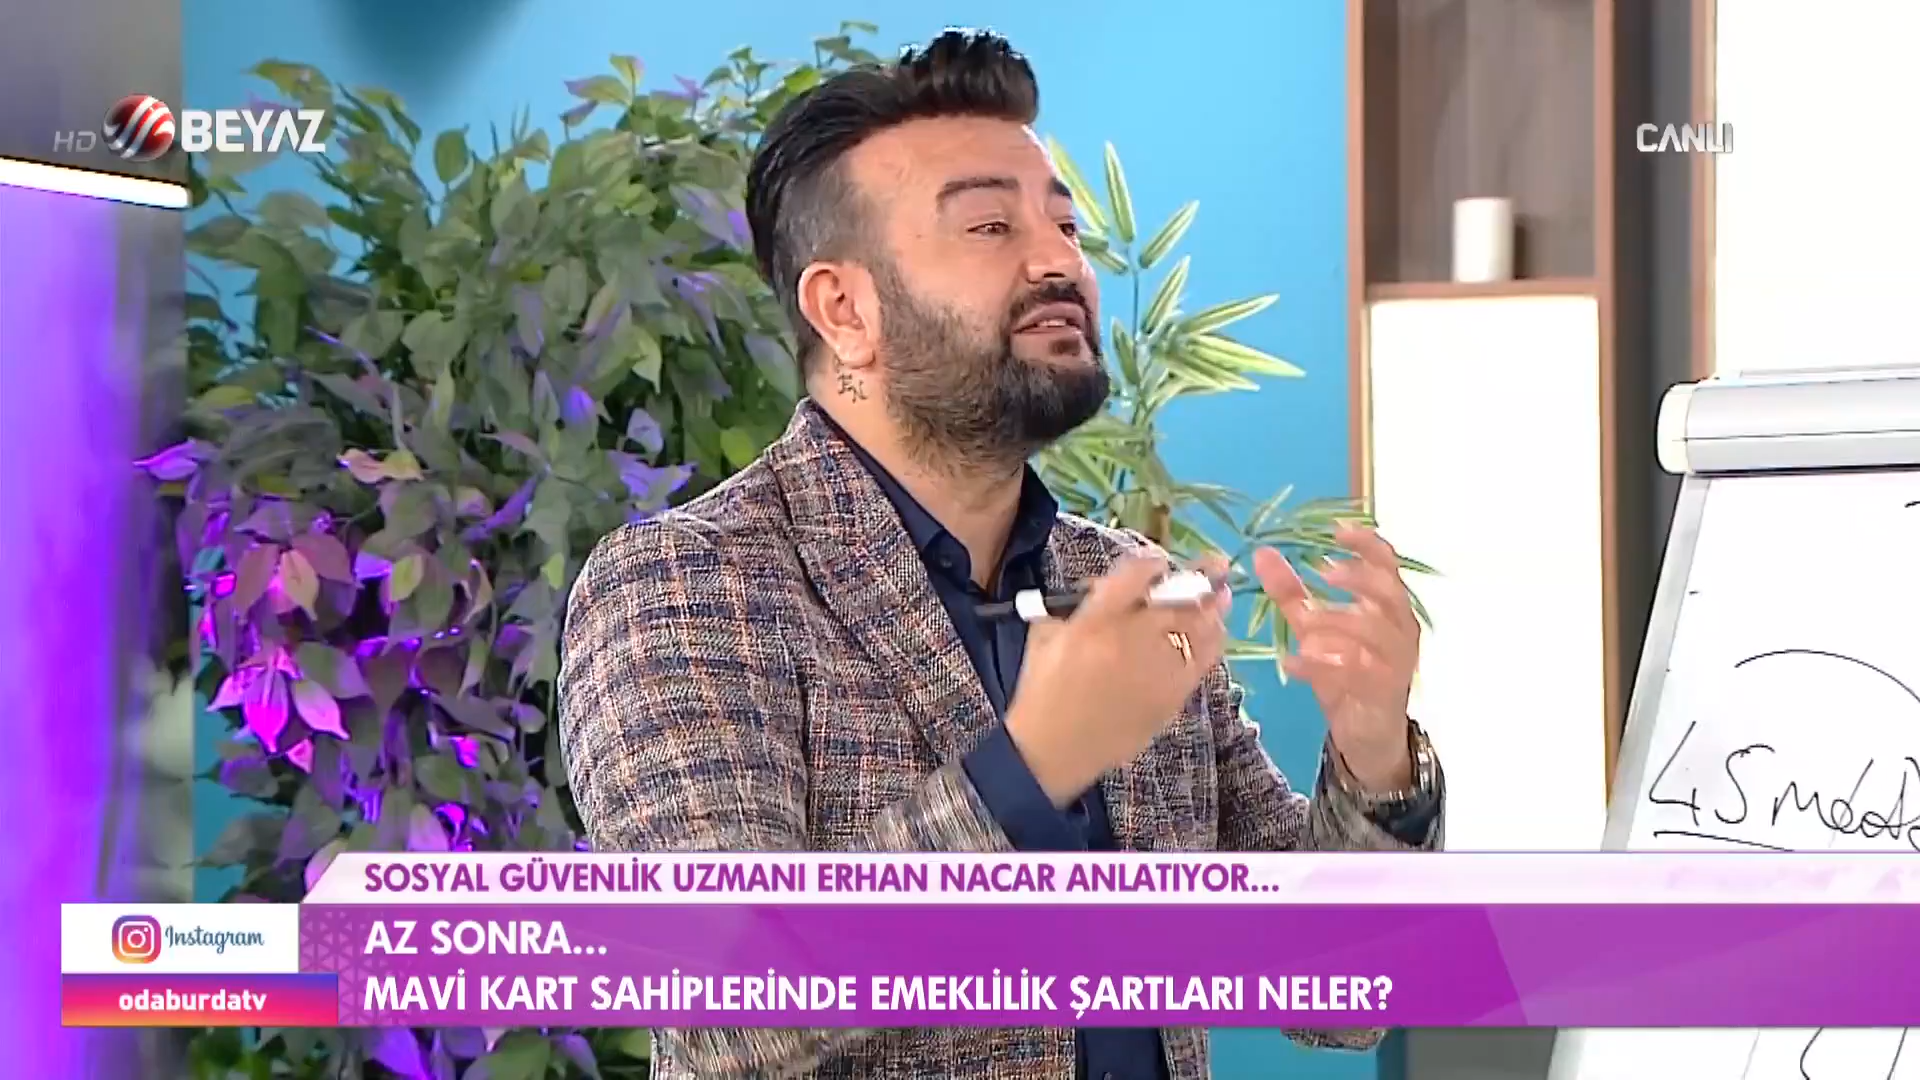 HD BEYAZ
CANLI
45
SOSYAL GÜVENLİK UZMANI ERHAN NACAR ANLATIYOR...
Instagram
AZ SONRA...
odaburdatv
MAVİ KART SAHİPLERİNDE EMEKLİLİK ŞARTLARI NELER?